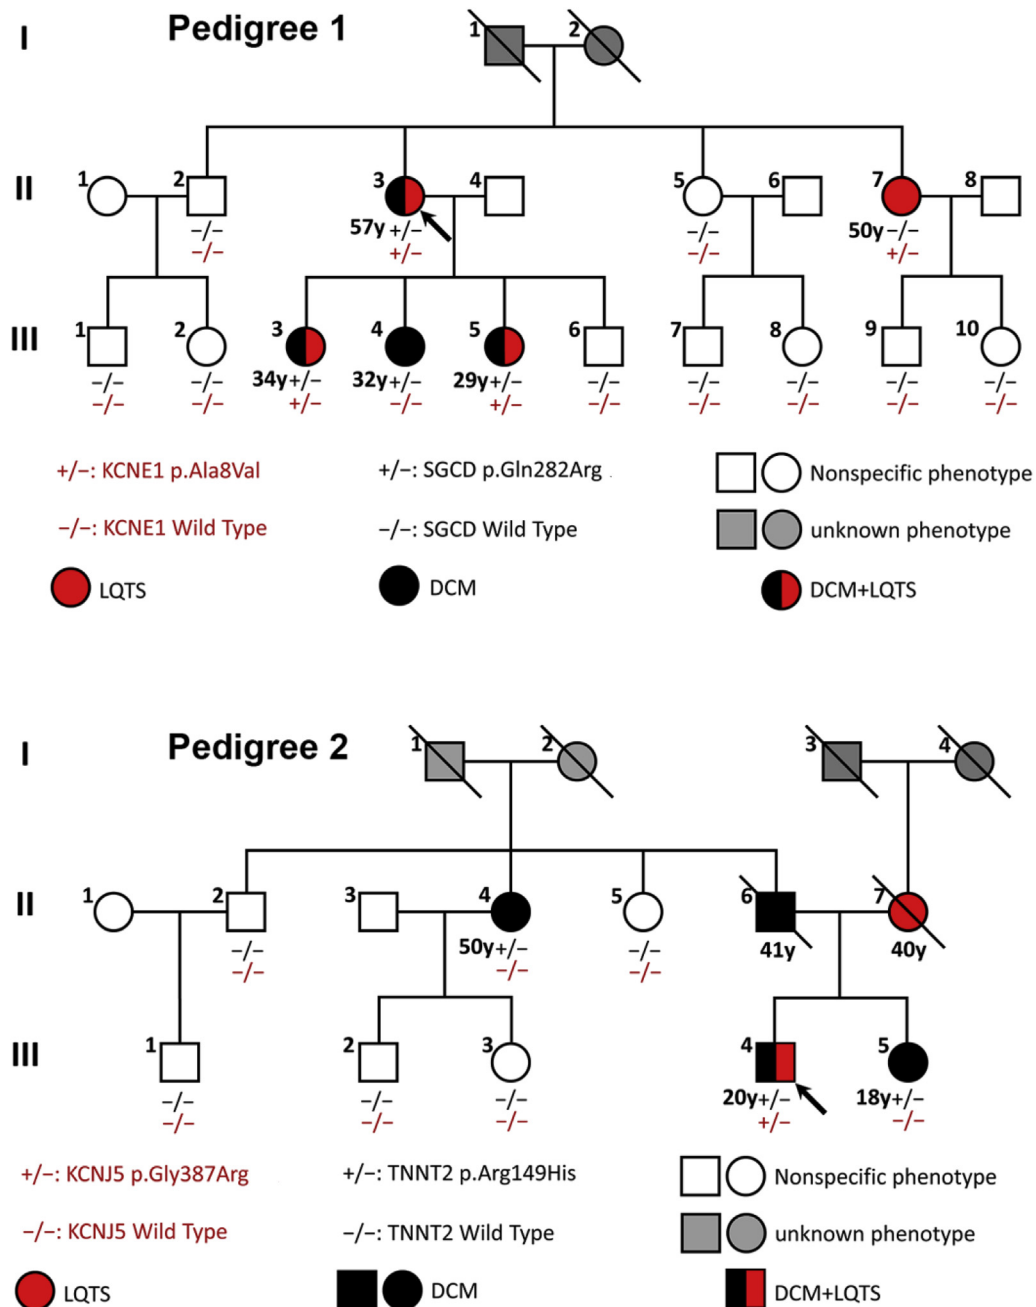 Pedigree 1
I
1 2
II
1 2 3 4 5 6 7 8
−/− 57y +/− −/− 50y −/−
−/− +/− −/− +/−
III
1 2 3 4 5 6 7 8 9 10
−/− −/− 34y+/− 32y+/− 29y+/− −/− −/− −/− −/− −/−
−/− −/− +/− −/− +/− −/− −/− −/− −/− −/−
+/−: KCNE1 p.Ala8Val +/−: SGCD p.Gln282Arg Nonspecific phenotype
−/−: KCNE1 Wild Type −/−: SGCD Wild Type unknown phenotype
LQTS DCM DCM+LQTS
Pedigree 2
I
1 2 3 4
II
1 2 3 4 5 6 7
−/− 50y+/− −/− 41y 40y
−/− −/− −/−
III
1 2 3 4 5
−/− −/− −/− 20y+/− 18y+/−
−/− −/− −/− +/− −/−
+/−: KCNJ5 p.Gly387Arg +/−: TNNT2 p.Arg149His Nonspecific phenotype
−/−: KCNJ5 Wild Type −/−: TNNT2 Wild Type unknown phenotype
LQTS DCM DCM+LQTS